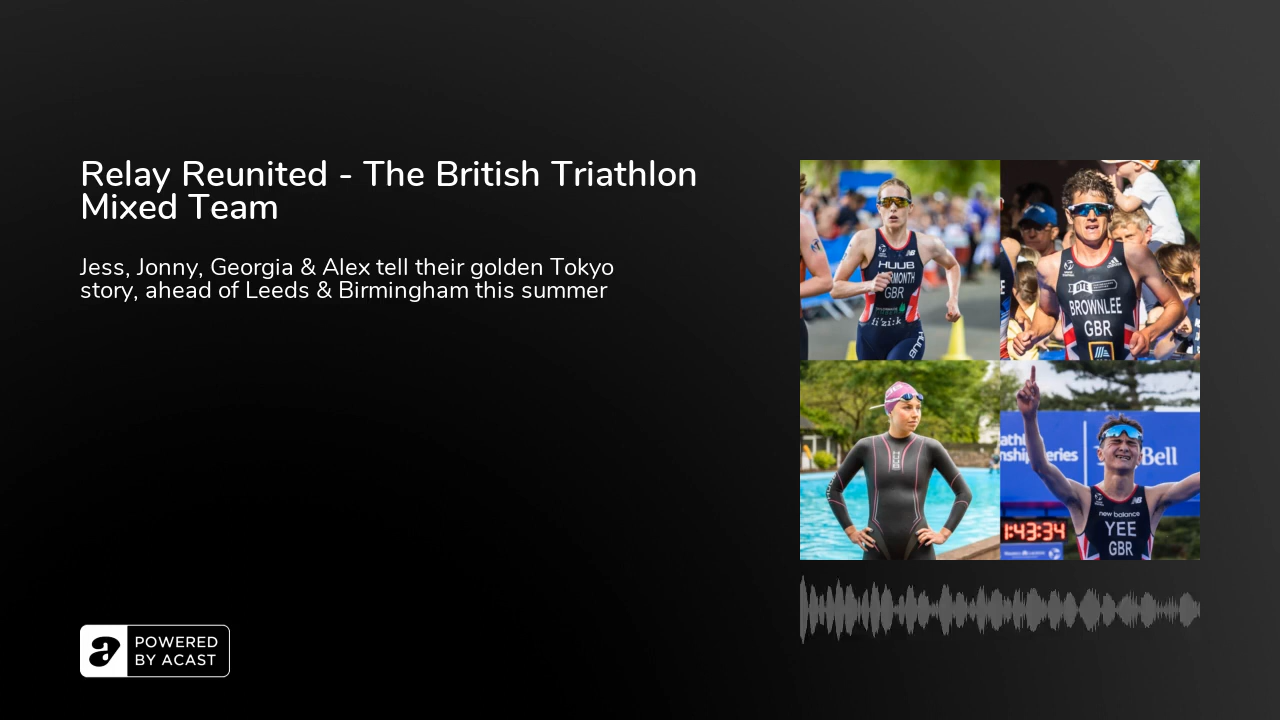 Relay Reunited - The British Triathlon
Mixed Team
Jess, Jonny, Georgia & Alex tell their golden Tokyo
story, ahead of Leeds & Birmingham this summer
HUUB
GBR
BROWNLEE
GBR
Bell
new balance
YEE
GBR
1:43:34
POWERED
BY ACAST